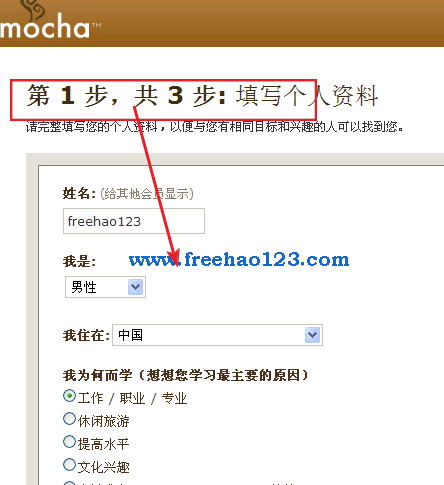 mocha™
第 1 步，共 3 步: 填写个人资料
请完整填写您的个人资料，以便与您有相同目标和兴趣的人可以找到您。
姓名: (给其他会员显示)
freehao123
我是:
www.freehao123.com
男性
我住在: 中国
我为何而学（想想您学习最主要的原因）
工作 / 职业 / 专业
休闲旅游
提高水平
文化兴趣